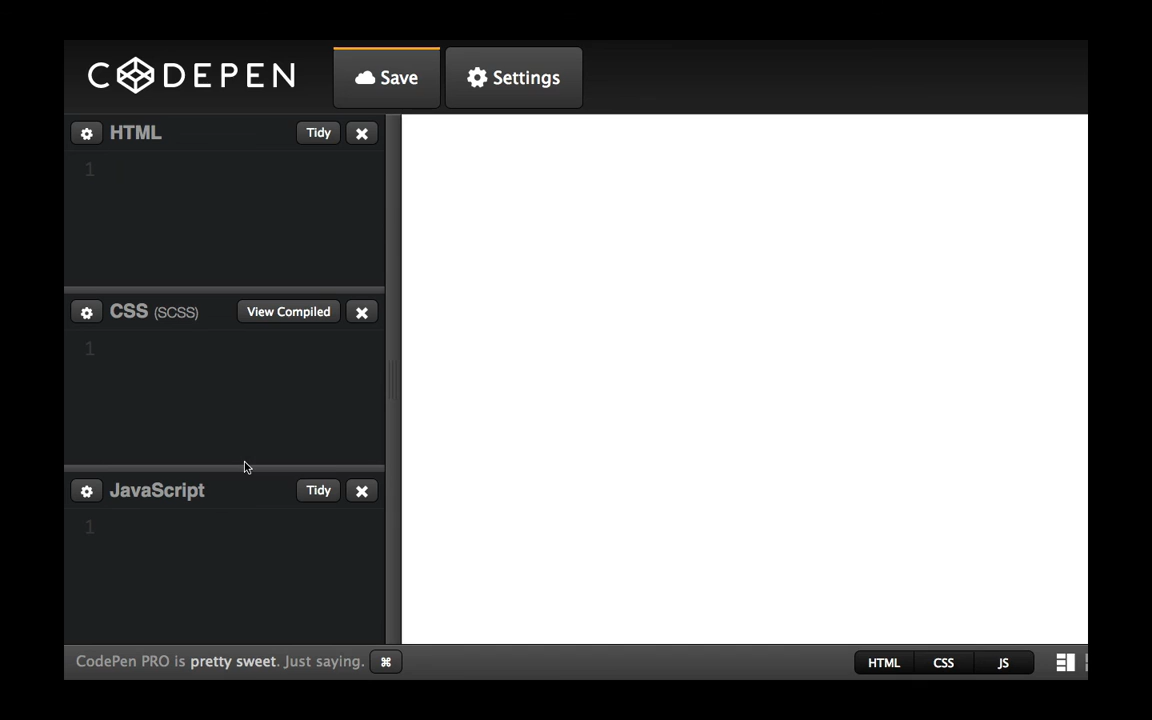 CODEPEN
Save
Settings
HTML
Tidy
1
CSS (SCSS)
View Compiled
1
JavaScript
Tidy
1
CodePen PRO is pretty sweet. Just saying.
⌘
HTML
CSS
JS